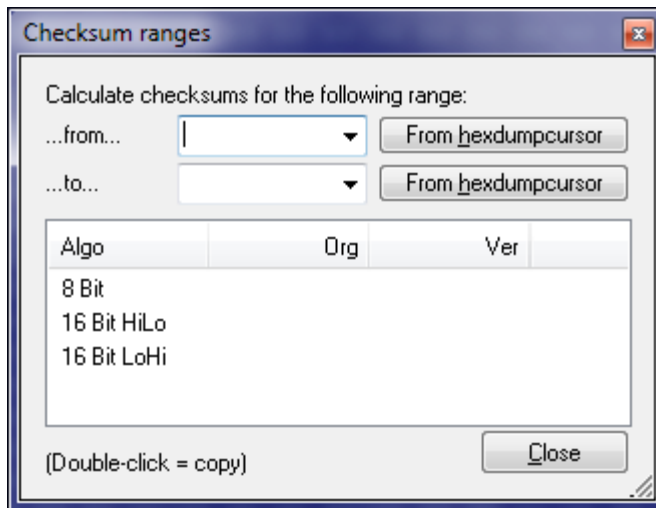 Checksum ranges
Calculate checksums for the following range:
...from... From hexdumpcursor
...to... From hexdumpcursor
Algo Org Ver
8 Bit
16 Bit HiLo
16 Bit LoHi
(Double-click = copy) Close